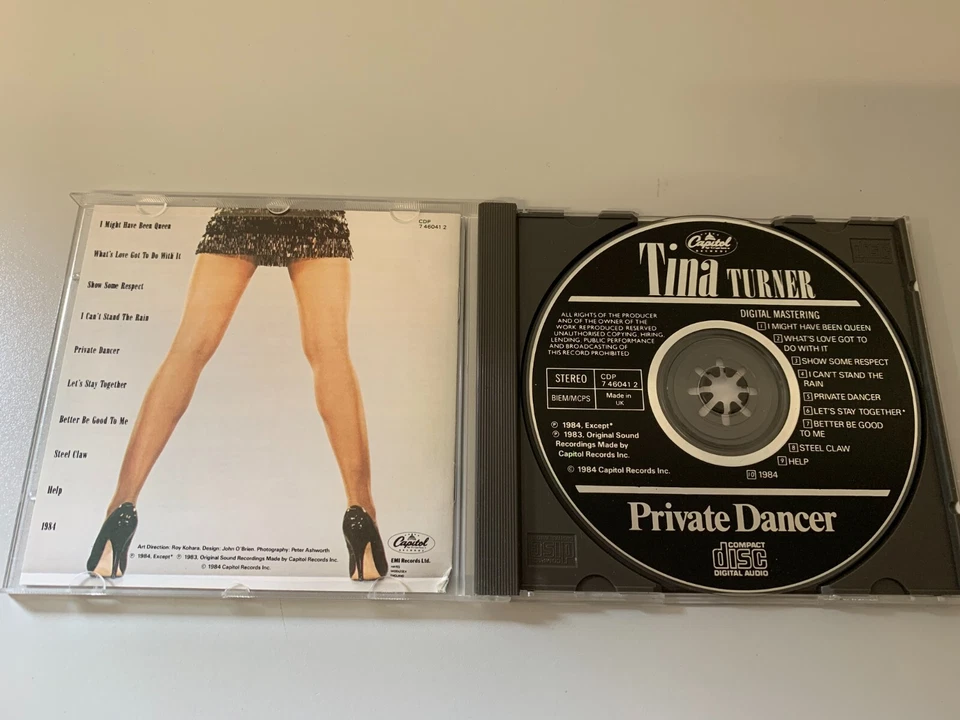 I Might Have Been Queen
What's Love Got To Do With It
Show Some Respect
I Can't Stand The Rain
Private Dancer
Let's Stay Together
Better Be Good To Me
Steel Claw
Help
1984
CDP
7 46041 2
Art Direction: Roy Kohara. Design: John O'Brien. Photography: Peter Ashworth
℗ 1984, Except* ℗ 1983, Original Sound Recordings Made by Capitol Records Inc.
© 1984 Capitol Records Inc.
Capitol
EMI Records Ltd.
Capitol
RECORDS
Tina TURNER
DIGITAL MASTERING
ALL RIGHTS OF THE PRODUCER
AND OF THE OWNER OF THE
WORK REPRODUCED RESERVED
UNAUTHORISED COPYING, HIRING,
LENDING, PUBLIC PERFORMANCE
AND BROADCASTING OF
THIS RECORD PROHIBITED
STEREO
CDP
7 46041 2
BIEM/MCPS
Made in
UK
℗ 1984. Except*
℗ 1983. Original Sound
Recordings Made by
Capitol Records Inc.
© 1984 Capitol Records Inc.
1 I MIGHT HAVE BEEN QUEEN
2 WHAT'S LOVE GOT TO
DO WITH IT
3 SHOW SOME RESPECT
4 I CAN'T STAND THE
RAIN
5 PRIVATE DANCER
6 LET'S STAY TOGETHER*
7 BETTER BE GOOD
TO ME
8 STEEL CLAW
9 HELP
10 1984
Private Dancer
COMPACT
disc
DIGITAL AUDIO